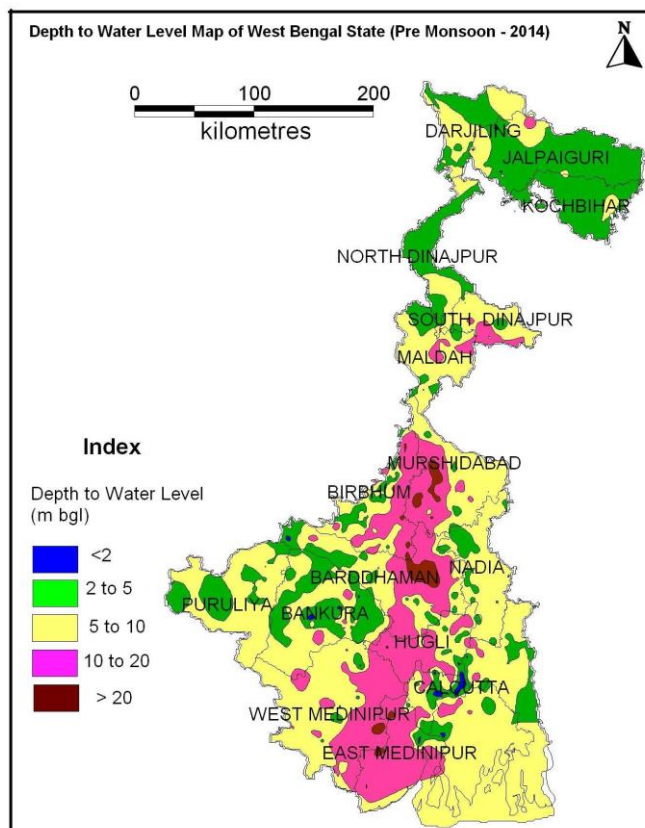 Depth to Water Level Map of West Bengal State (Pre Monsoon - 2014)
N
0 100 200
kilometres
DARJILING
JALPAIGURI
KOCHBIHAR
NORTH DINAJPUR
SOUTH DINAJPUR
MALDAH
Index
MURSHIDABAD
Depth to Water Level
BIRBHUM
(m bgl)
<2
2 to 5
5 to 10
10 to 20
> 20
NADIA
BARDDHAMAN
PURULIYA
BANKURA
HUGLI
CALCUTTA
WEST MEDINIPUR
EAST MEDINIPUR